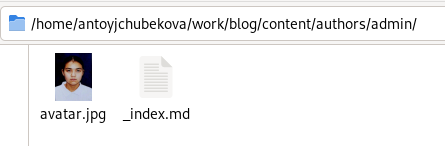 /home/antoyjchubekova/work/blog/content/authors/admin/
avatar.jpg
_index.md